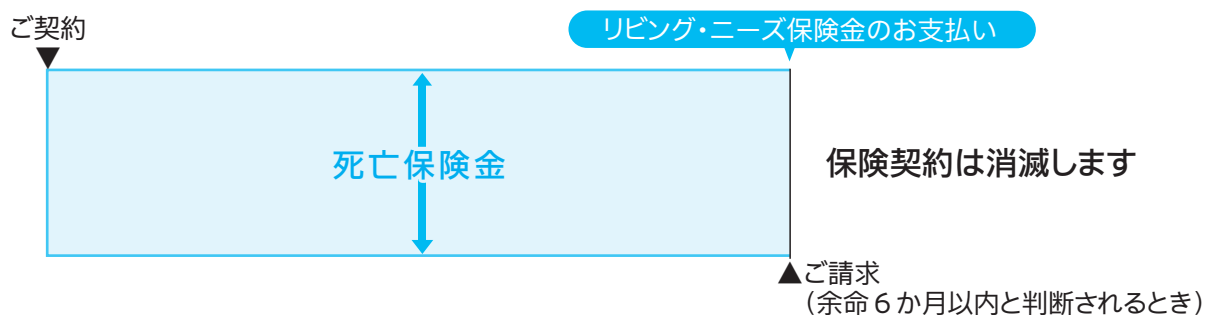 ご契約
▼
リビング・ニーズ保険金のお支払い
死亡保険金
保険契約は消滅します
▲ご請求
（余命6か月以内と判断されるとき）